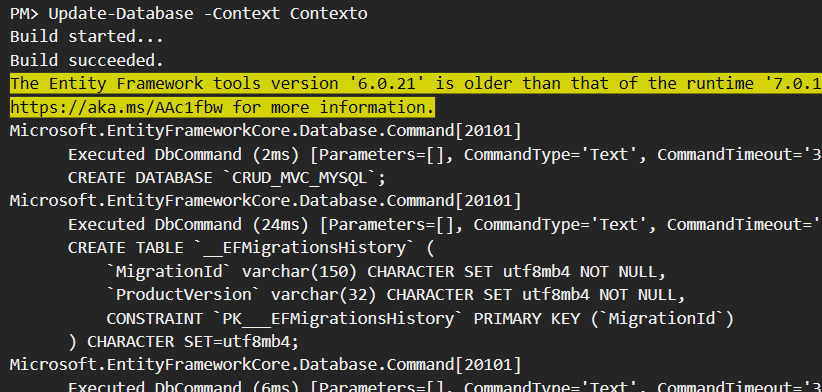 PM> Update-Database -Context Contexto
Build started...
Build succeeded.
The Entity Framework tools version '6.0.21' is older than that of the runtime '7.0.1
https://aka.ms/AAc1fbw for more information.
Microsoft.EntityFrameworkCore.Database.Command[20101]
Executed DbCommand (2ms) [Parameters=[], CommandType='Text', CommandTimeout='3
CREATE DATABASE `CRUD_MVC_MYSQL`;
Microsoft.EntityFrameworkCore.Database.Command[20101]
Executed DbCommand (24ms) [Parameters=[], CommandType='Text', CommandTimeout='
CREATE TABLE `__EFMigrationsHistory` (
`MigrationId` varchar(150) CHARACTER SET utf8mb4 NOT NULL,
`ProductVersion` varchar(32) CHARACTER SET utf8mb4 NOT NULL,
CONSTRAINT `PK___EFMigrationsHistory` PRIMARY KEY (`MigrationId`)
) CHARACTER SET=utf8mb4;
Microsoft.EntityFrameworkCore.Database.Command[20101]
Executed DbCommand (6ms) [Parameters=[], CommandType='Text', CommandTimeout='3